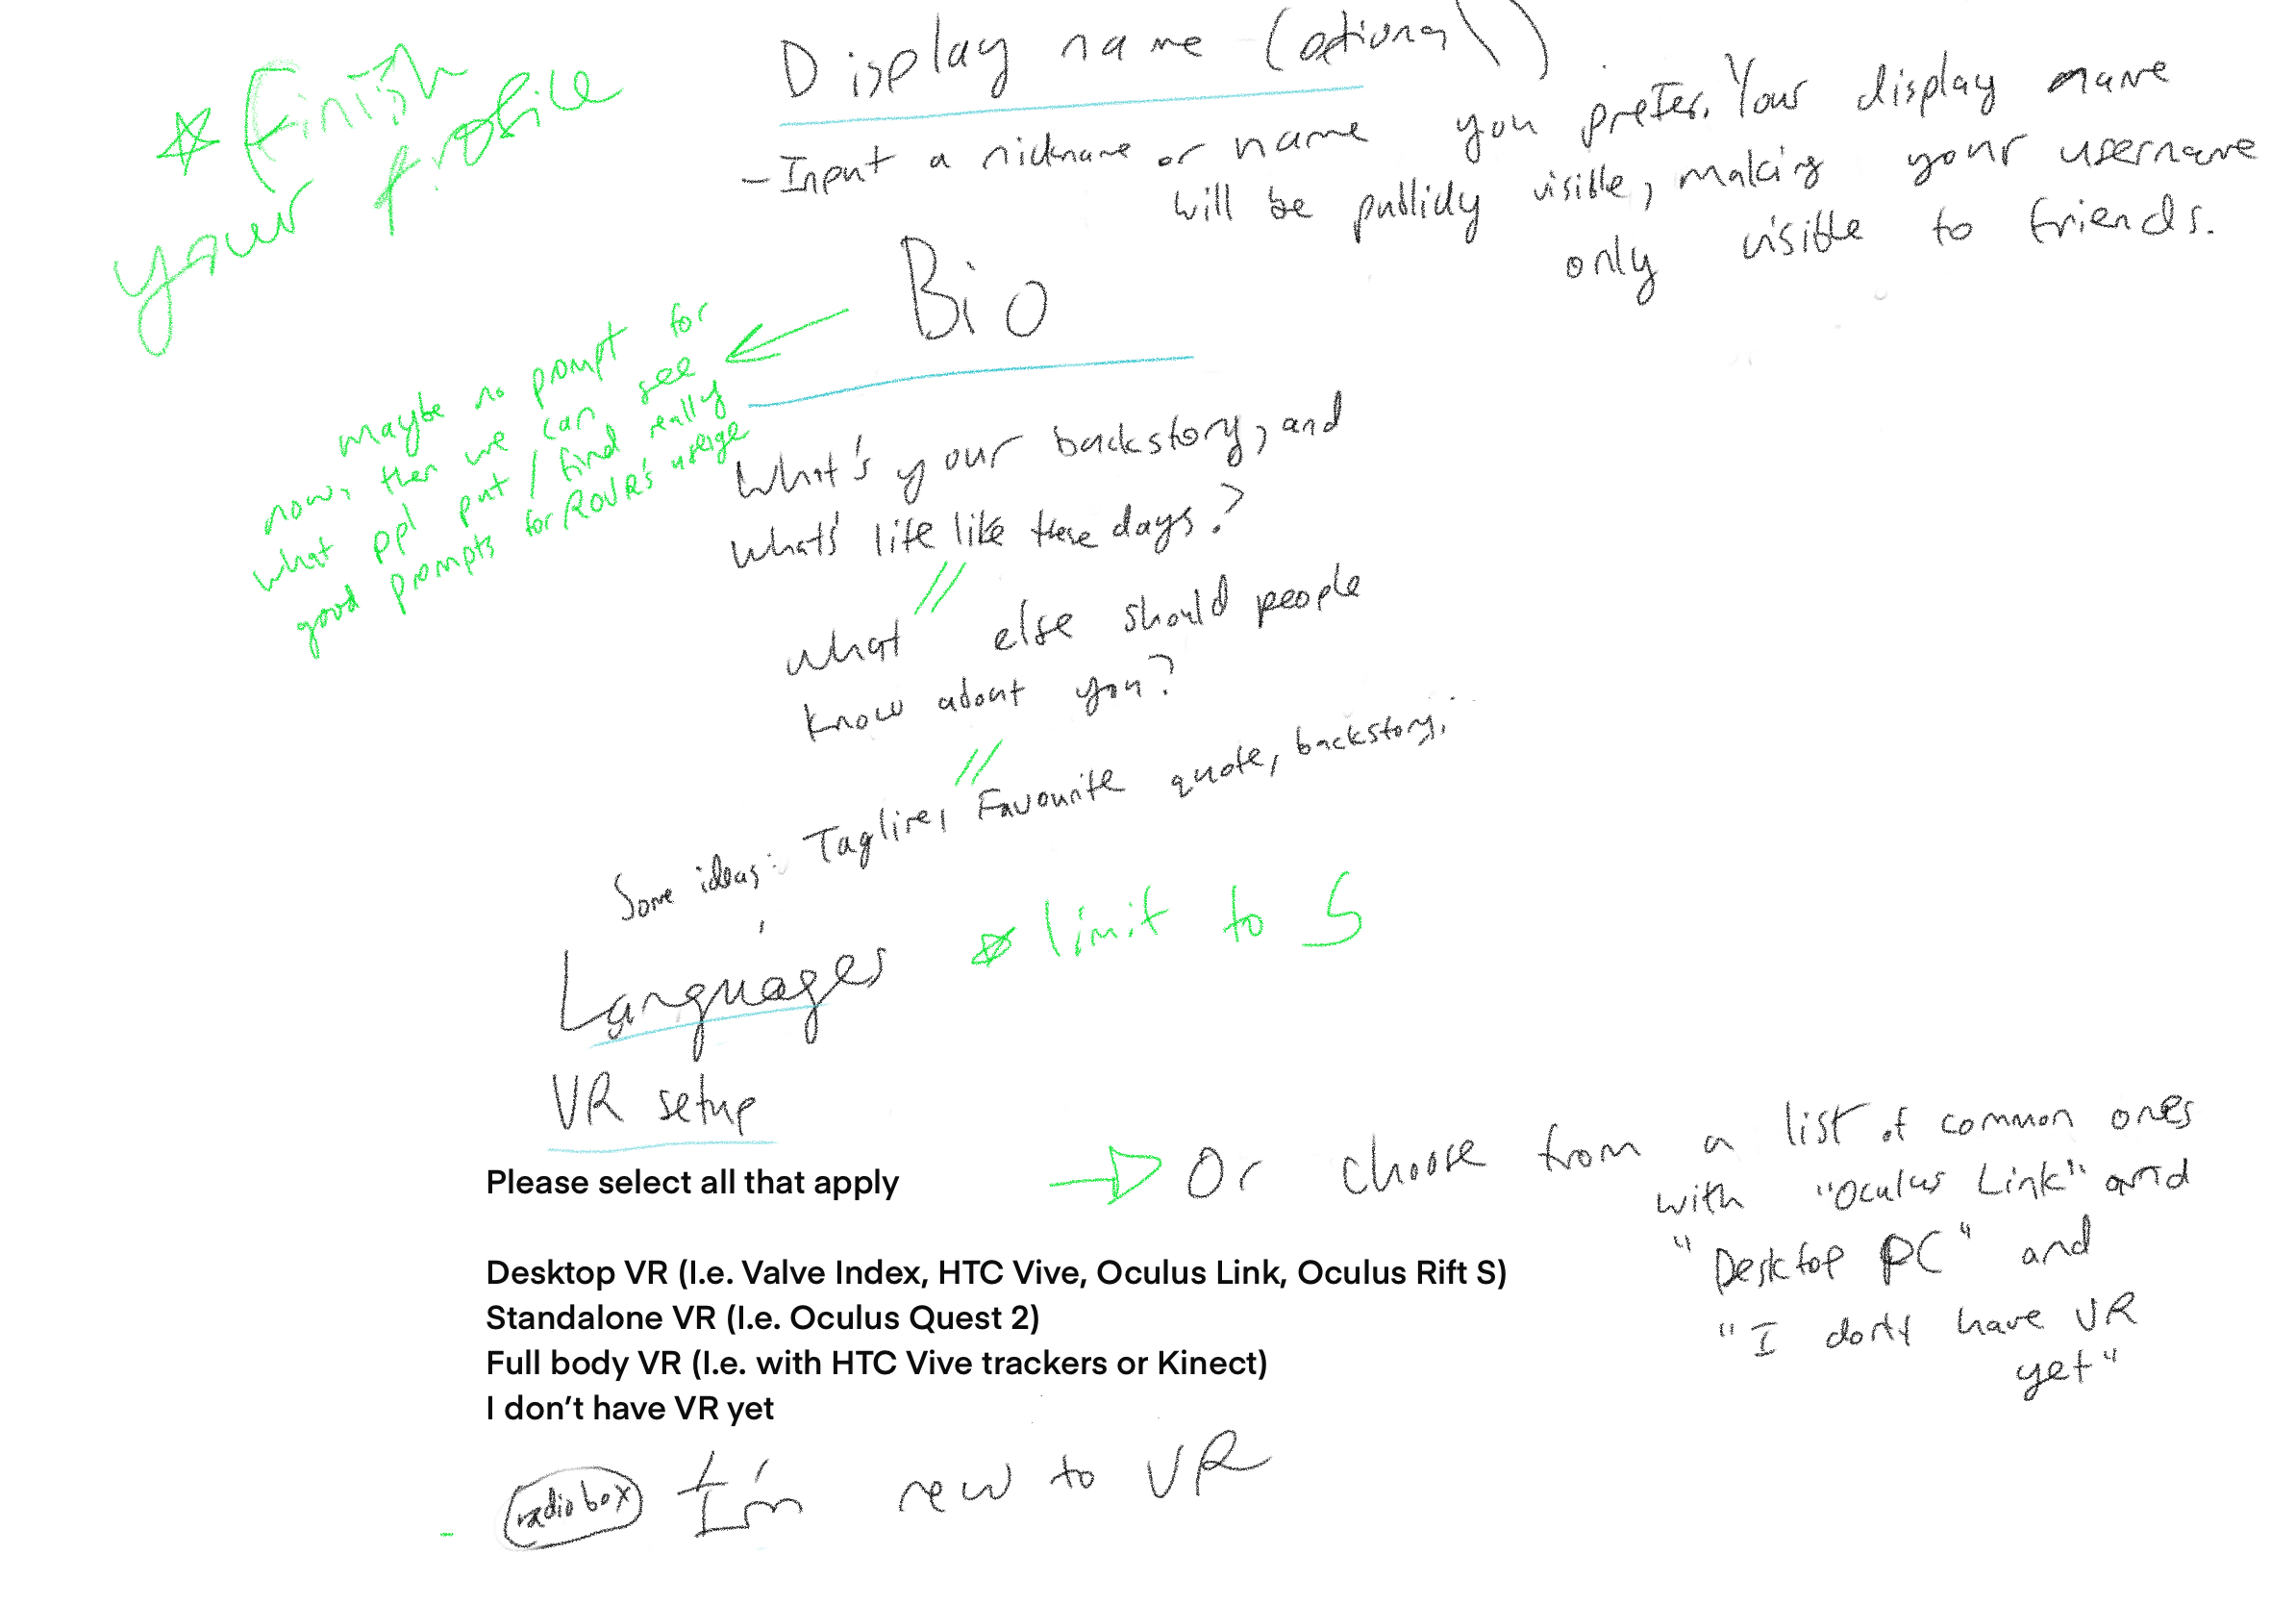 ☆ Finish
your profile
Display name (optional)
- Input a nickname or name you prefer. Your display name
will be publicly visible, making your username
only visible to friends.
Bio
maybe no prompt for
now, then we can see
what ppl put / find really
good prompts for ROVR's usage
What's your backstory, and
what's life like these days?
//
What else should people
know about you?
//
Some ideas: Tagline, Favourite quote, backstory,
Languages
☆ limit to 5
VR setup
Please select all that apply
Or choose from a list of common ones
with "Oculus Link" and
"Desktop PC" and
"I don't have VR
yet"
Desktop VR (I.e. Valve Index, HTC Vive, Oculus Link, Oculus Rift S)
Standalone VR (I.e. Oculus Quest 2)
Full body VR (I.e. with HTC Vive trackers or Kinect)
I don't have VR yet
radio box I'm new to VR